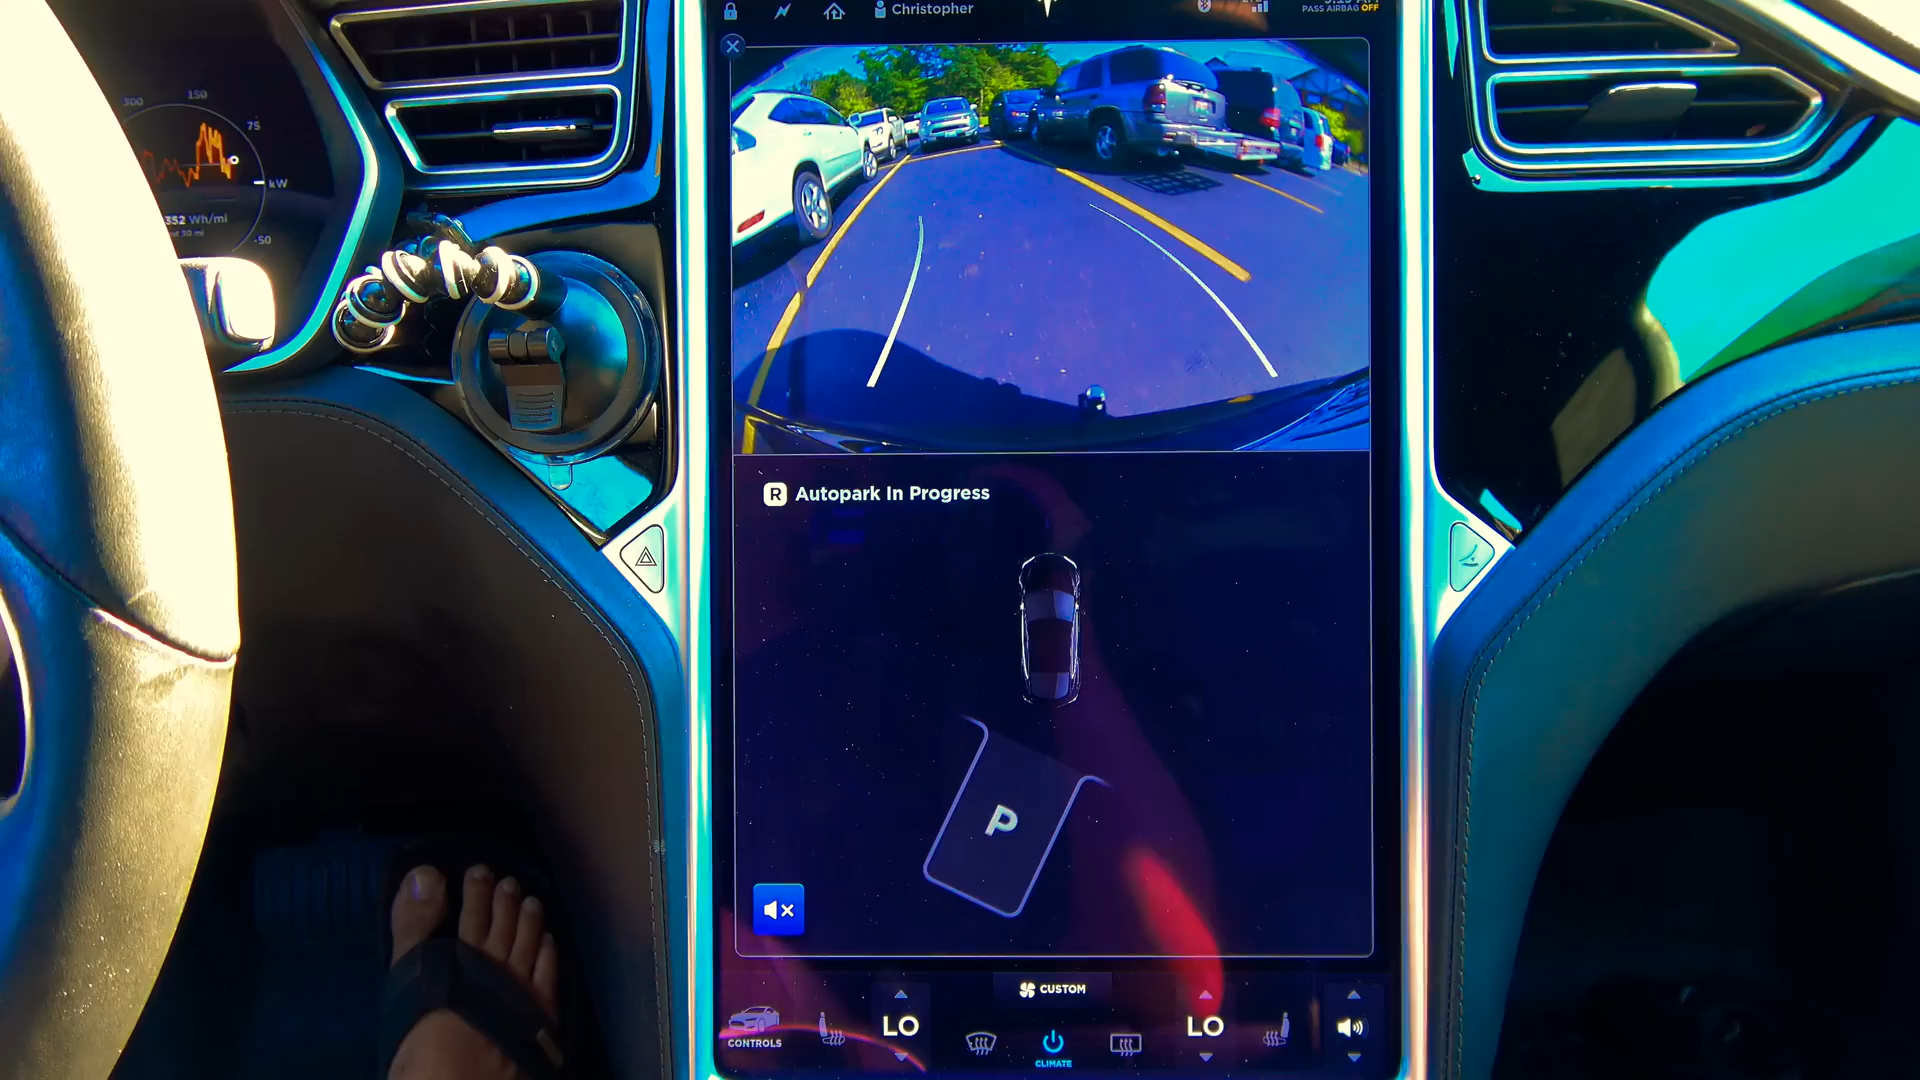 Christopher
PASS AIRBAG OFF
300
150
75
kW
352 Wh/mi
-50
R Autopark In Progress
P
CUSTOM
LO
LO
CONTROLS
CLIMATE